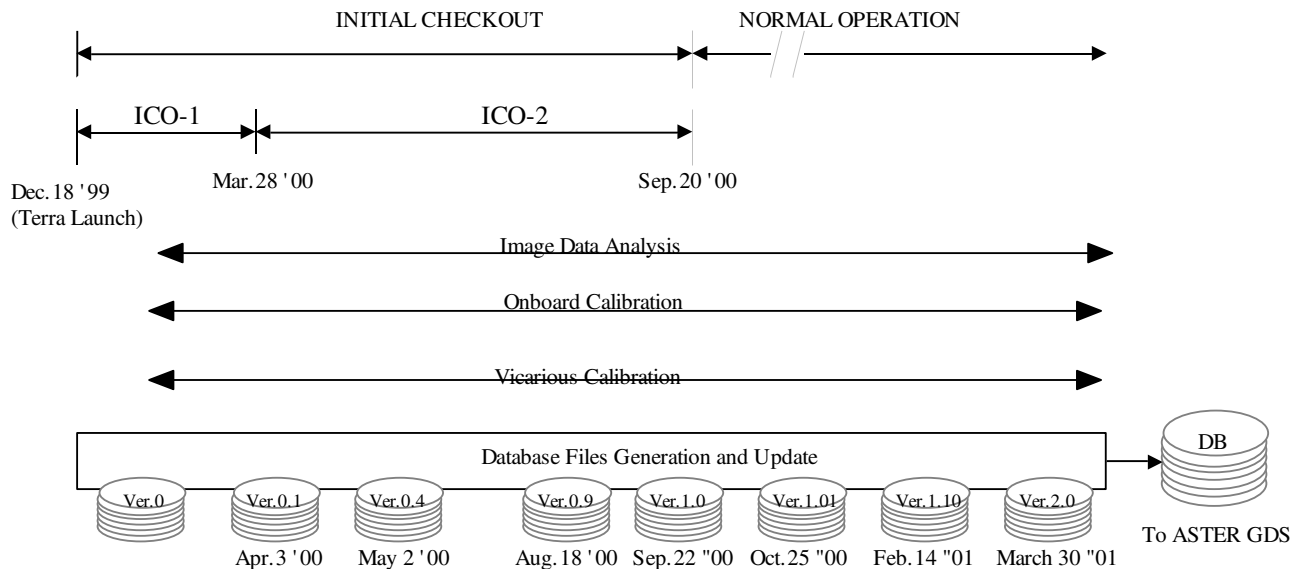 INITIAL CHECKOUT
NORMAL OPERATION
ICO-1
ICO-2
Dec.18 '99
(Terra Launch)
Mar.28 '00
Sep.20 '00
Image Data Analysis
Onboard Calibration
Vicarious Calibration
Database Files Generation and Update
DB
Ver.0
Ver.0.1
Ver.0.4
Ver.0.9
Ver.1.0
Ver.1.01
Ver.1.10
Ver.2.0
To ASTER GDS
Apr.3 '00
May 2 '00
Aug.18 '00
Sep.22 "00
Oct.25 "00
Feb.14 "01
March 30 "01